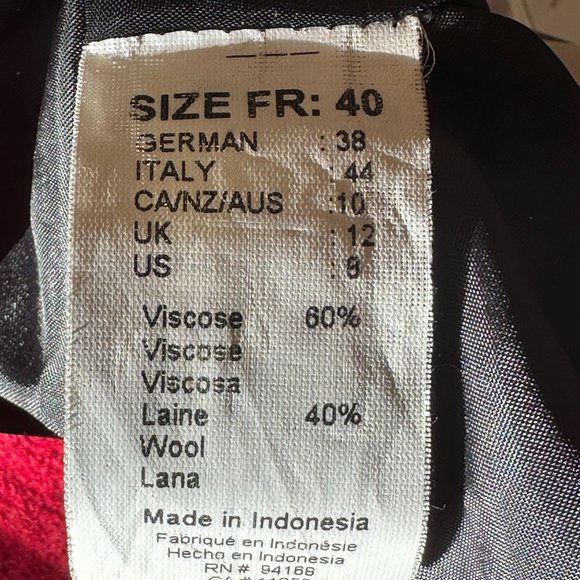 SIZE FR: 40
GERMAN : 38
ITALY : 44
CA/NZ/AUS :10
UK : 12
US : 8
Viscose 60%
Viscose
Viscosa
Laine 40%
Wool
Lana
Made in Indonesia
Fabriqué en Indonésie
Hecho en Indonesia
RN # 94166